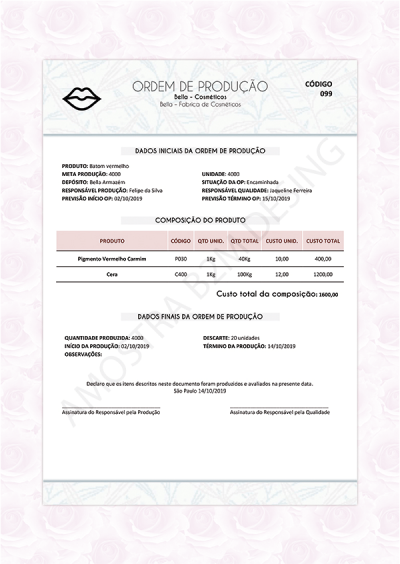 ORDEM DE PRODUÇÃO
Bello - Cosméticos
Bello - Fabrica de Cosméticos
CÓDIGO
099
DADOS INICIAIS DA ORDEM DE PRODUÇÃO
PRODUTO: Batom vermelho
META PRODUÇÃO: 4000 UNIDADE: 4000
DEPÓSITO: Bella Armazém SITUAÇÃO DA OP: Encaminhada
RESPONSÁVEL PRODUÇÃO: Felipe da Silva RESPONSÁVEL QUALIDADE: Jaqueline Ferreira
PREVISÃO INÍCIO OP: 02/10/2019 PREVISÃO TÉRMINO OP: 15/10/2019
COMPOSIÇÃO DO PRODUTO
PRODUTO CÓDIGO QTD UNID. QTD TOTAL CUSTO UNID. CUSTO TOTAL
Pigmento Vermelho Carmim P030 1Kg 40Kg 10,00 400,00
Cera C400 1Kg 100Kg 12,00 1200,00
Custo total da composição: 1600,00
DADOS FINAIS DA ORDEM DE PRODUÇÃO
QUANTIDADE PRODUZIDA: 4000 DESCARTE: 20 unidades
INÍCIO DA PRODUÇÃO: 02/10/2019 TÉRMINO DA PRODUÇÃO: 14/10/2019
OBSERVAÇÕES:
Declaro que os itens descritos neste documento foram produzidos e avaliados na presente data.
São Paulo 14/10/2019
Assinatura do Responsável pela Produção Assinatura do Responsável pela Qualidade
AMOSTRA BEM DESING